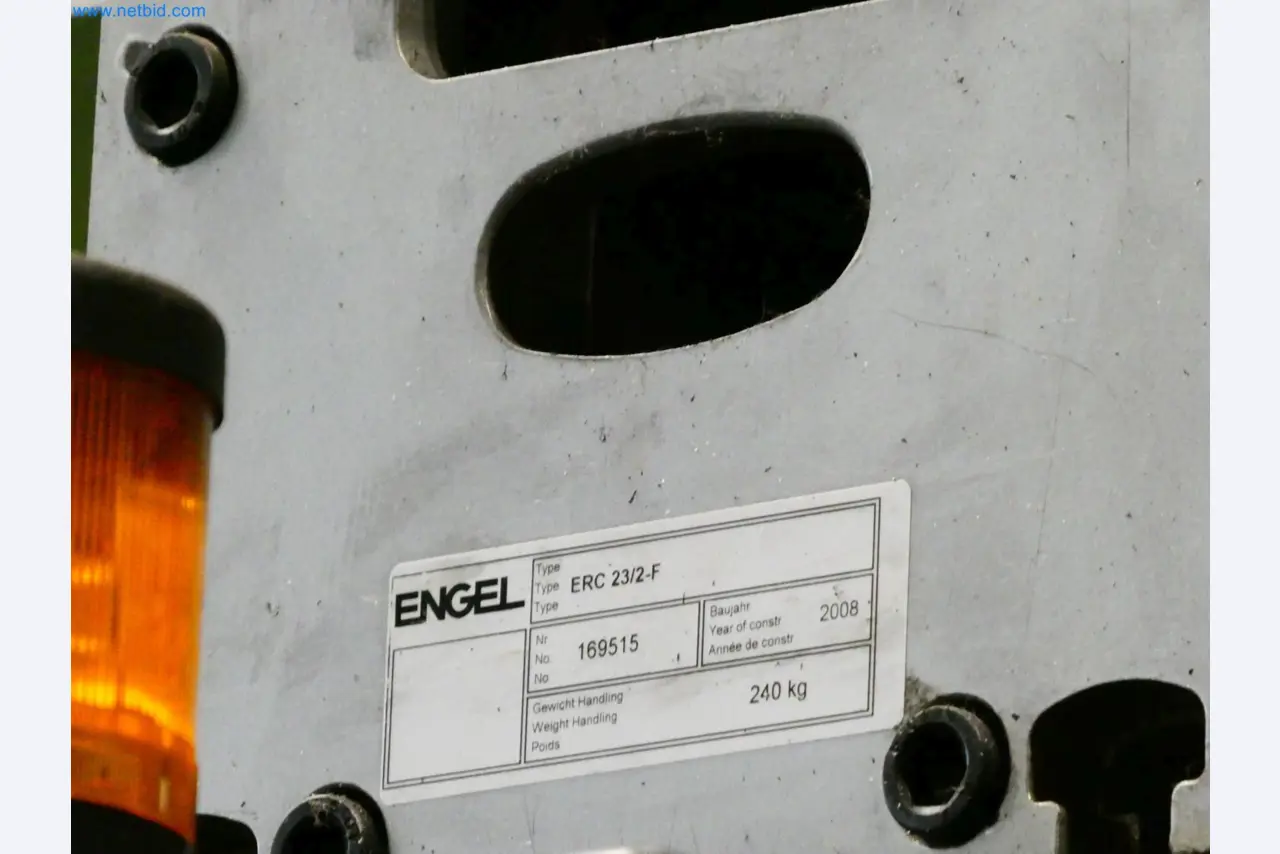 www.netbid.com
ENGEL
Type
Type ERC 23/2-F
Type
Nr
No. 169515
No
Baujahr
Year of constr 2008
Année de constr
Gewicht Handling
Weight Handling 240 kg
Poids